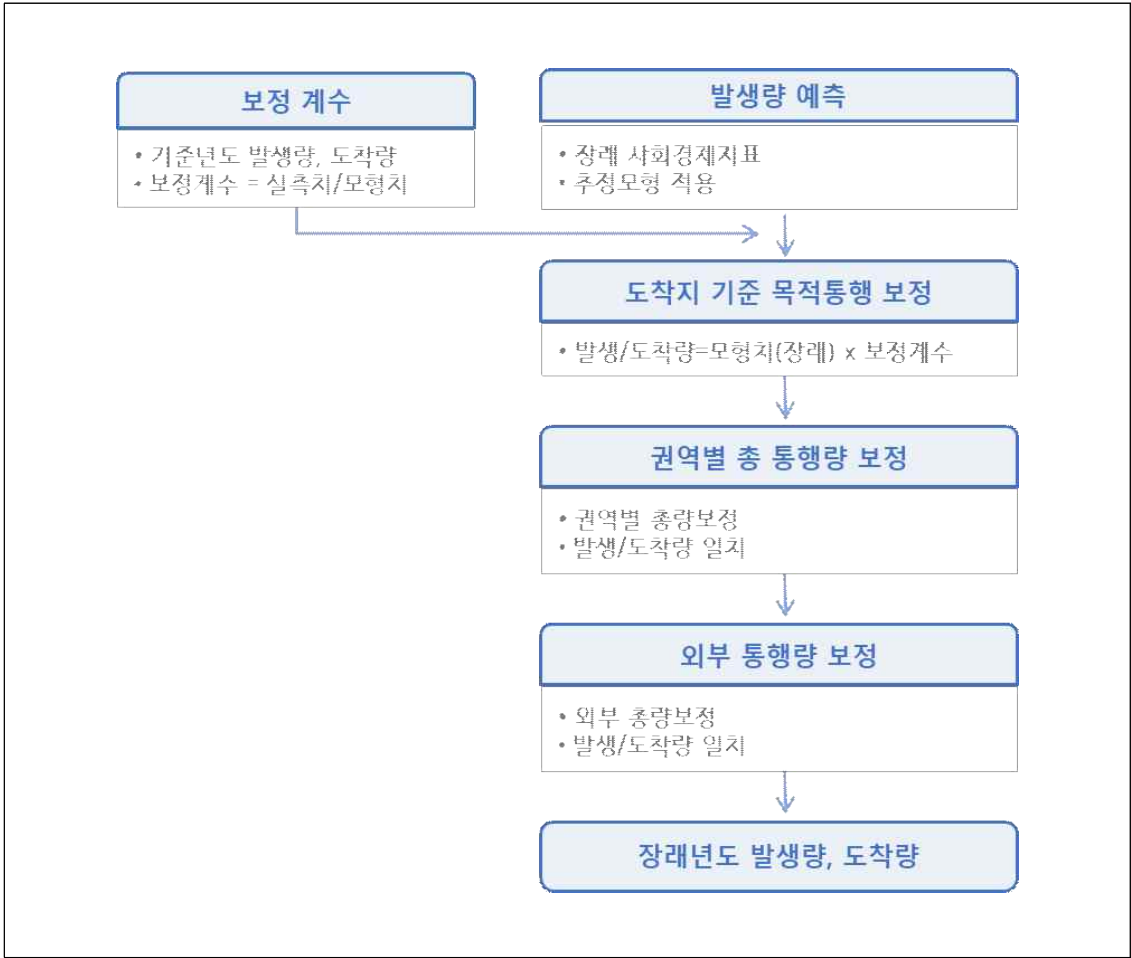 보정 계수
• 기준년도 발생량, 도착량
• 보정계수 = 실측치/모형치
발생량 예측
• 장래 사회경제지표
• 추정모형 적용
도착지 기준 목적통행 보정
• 발생/도착량=모형치(장래) x 보정계수
권역별 총 통행량 보정
• 권역별 총량보정
• 발생/도착량 일치
외부 통행량 보정
• 외부 총량보정
• 발생/도착량 일치
장래년도 발생량, 도착량